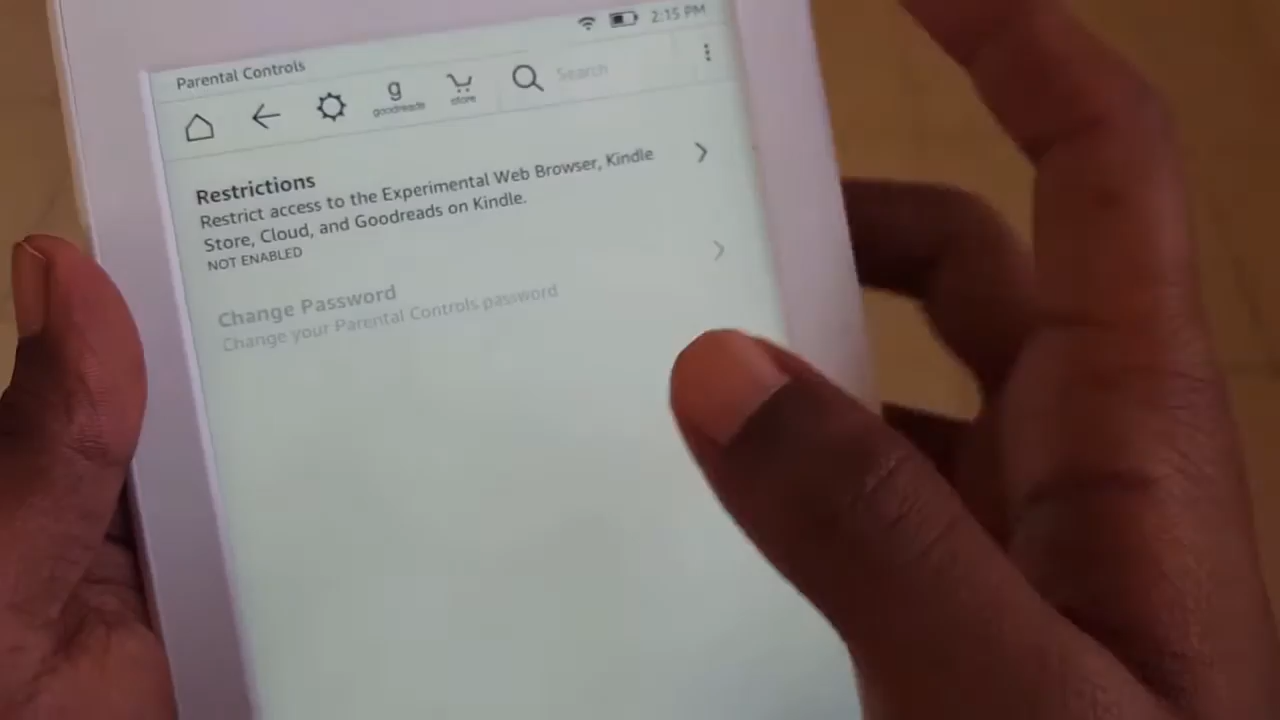 2:15 PM
Parental Controls
g
goodreads
store
Search
Restrictions
Restrict access to the Experimental Web Browser, Kindle
Store, Cloud, and Goodreads on Kindle.
NOT ENABLED
Change Password
Change your Parental Controls password